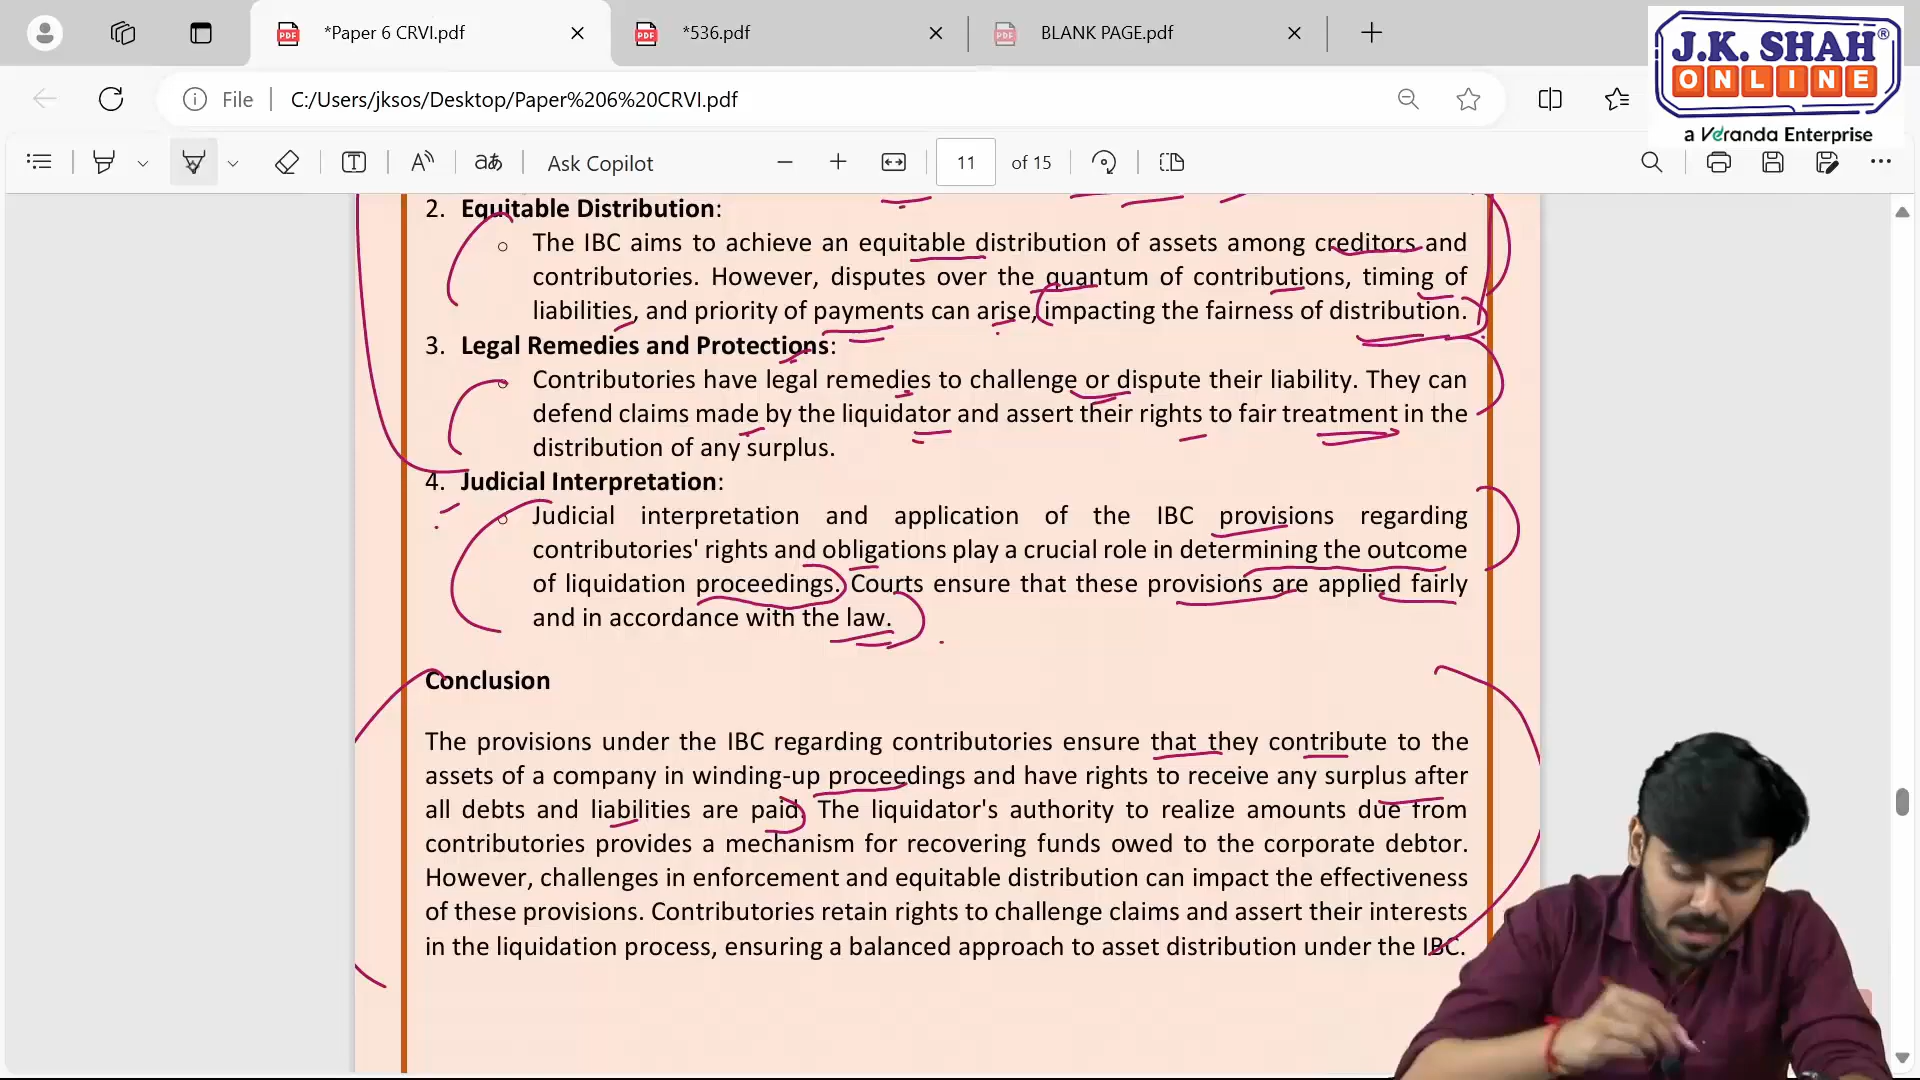 *Paper 6 CRVI.pdf
*536.pdf
BLANK PAGE.pdf
J.K. SHAH®
ONLINE
a Veranda Enterprise
File
C:/Users/jksos/Desktop/Paper%206%20CRVI.pdf
aあ
Ask Copilot
11
of 15
2. Equitable Distribution:
The IBC aims to achieve an equitable distribution of assets among creditors and
contributories. However, disputes over the quantum of contributions, timing of
liabilities, and priority of payments can arise, impacting the fairness of distribution.
3. Legal Remedies and Protections:
Contributories have legal remedies to challenge or dispute their liability. They can
defend claims made by the liquidator and assert their rights to fair treatment in the
distribution of any surplus.
4. Judicial Interpretation:
Judicial interpretation and application of the IBC provisions regarding
contributories' rights and obligations play a crucial role in determining the outcome
of liquidation proceedings. Courts ensure that these provisions are applied fairly
and in accordance with the law.
Conclusion
The provisions under the IBC regarding contributories ensure that they contribute to the
assets of a company in winding-up proceedings and have rights to receive any surplus after
all debts and liabilities are paid. The liquidator's authority to realize amounts due from
contributories provides a mechanism for recovering funds owed to the corporate debtor.
However, challenges in enforcement and equitable distribution can impact the effectiveness
of these provisions. Contributories retain rights to challenge claims and assert their interests
in the liquidation process, ensuring a balanced approach to asset distribution under the IBC.